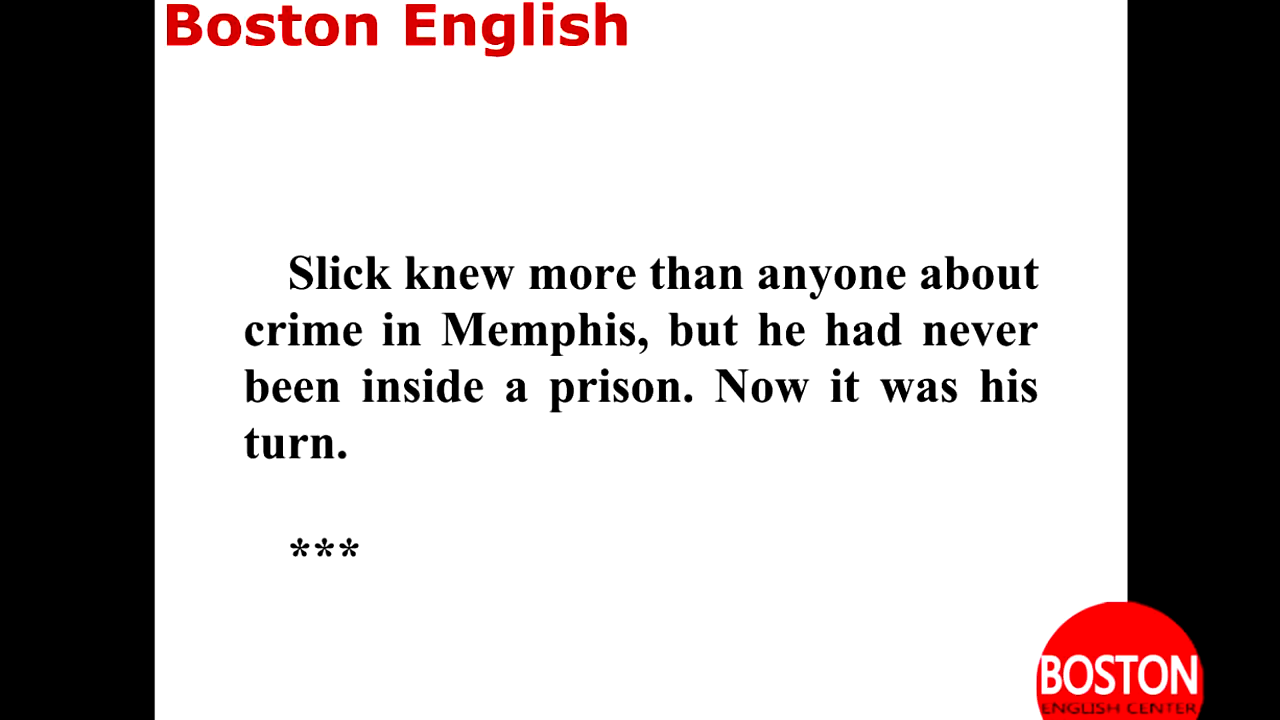 Boston English
Slick knew more than anyone about
crime in Memphis, but he had never
been inside a prison. Now it was his
turn.
***
BOSTON
ENGLISH CENTER